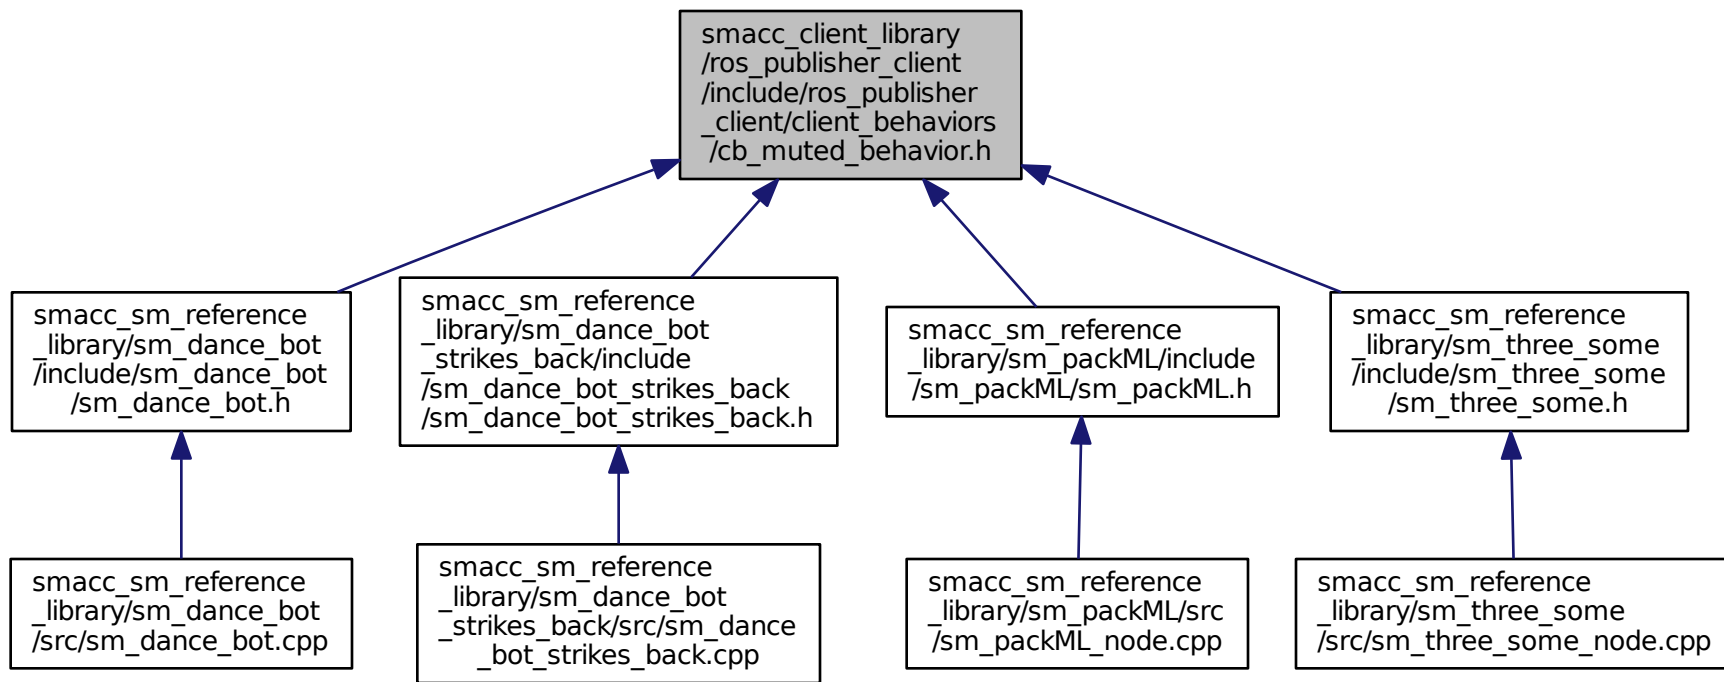 smacc_client_library
/ros_publisher_client
/include/ros_publisher
_client/client_behaviors
/cb_muted_behavior.h
smacc_sm_reference
_library/sm_dance_bot
/include/sm_dance_bot
/sm_dance_bot.h
smacc_sm_reference
_library/sm_dance_bot
_strikes_back/include
/sm_dance_bot_strikes_back
/sm_dance_bot_strikes_back.h
smacc_sm_reference
_library/sm_packML/include
/sm_packML/sm_packML.h
smacc_sm_reference
_library/sm_three_some
/include/sm_three_some
/sm_three_some.h
smacc_sm_reference
_library/sm_dance_bot
/src/sm_dance_bot.cpp
smacc_sm_reference
_library/sm_dance_bot
_strikes_back/src/sm_dance
_bot_strikes_back.cpp
smacc_sm_reference
_library/sm_packML/src
/sm_packML_node.cpp
smacc_sm_reference
_library/sm_three_some
/src/sm_three_some_node.cpp